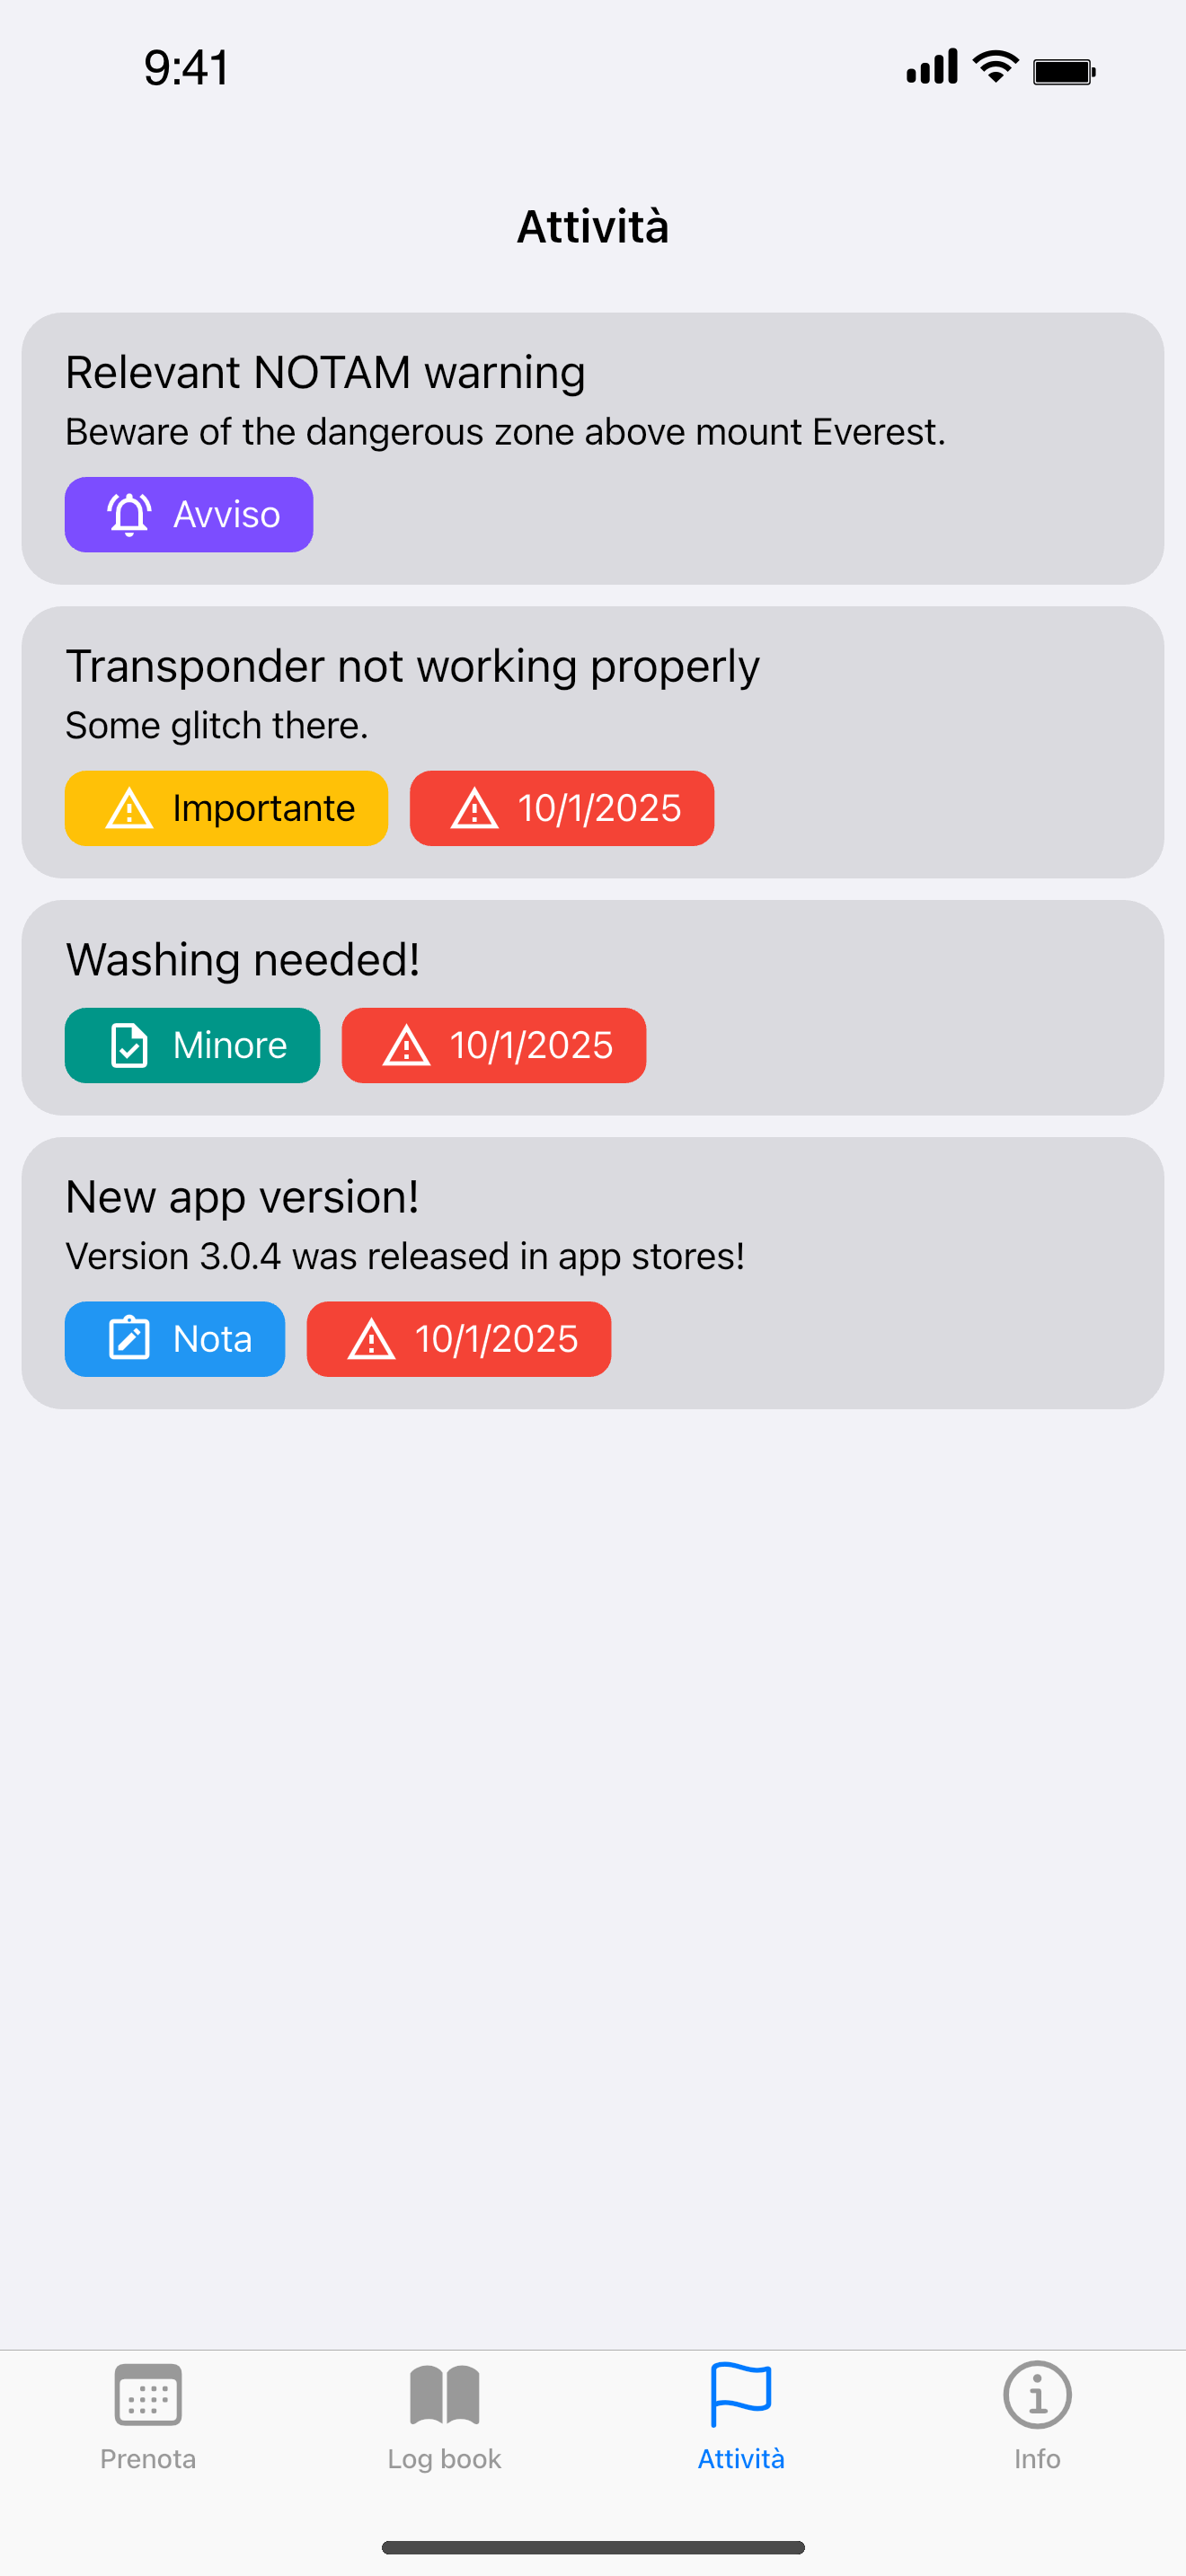 9:41
Attività
Relevant NOTAM warning
Beware of the dangerous zone above mount Everest.
Avviso
Transponder not working properly
Some glitch there.
Importante 10/1/2025
Washing needed!
Minore 10/1/2025
New app version!
Version 3.0.4 was released in app stores!
Nota 10/1/2025
Prenota Log book Attività Info